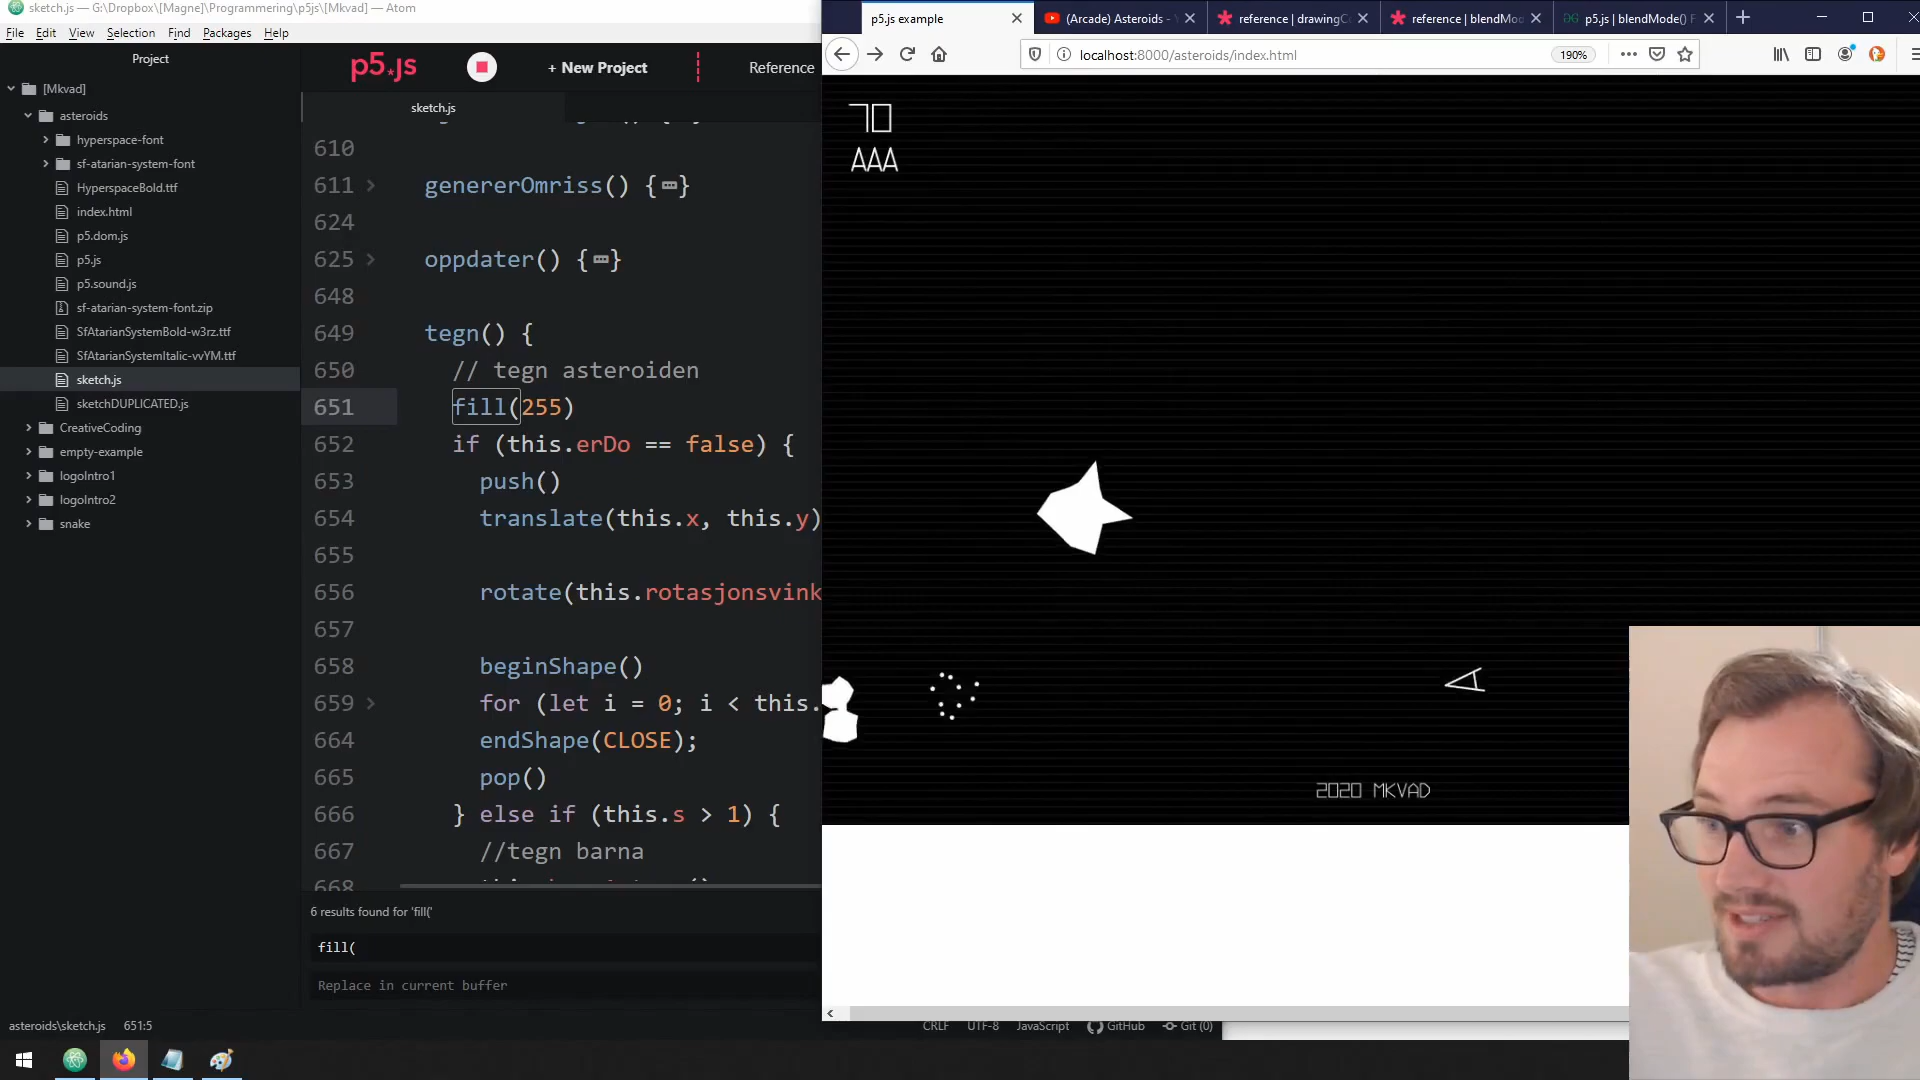 sketch.js — G:\Dropbox\[Magne]\Programmering\p5js\[Mkvad] — Atom
File Edit View Selection Find Packages Help
Project
[Mkvad]
asteroids
hyperspace-font
sf-atarian-system-font
HyperspaceBold.ttf
index.html
p5.dom.js
p5.js
p5.sound.js
sf-atarian-system-font.zip
SfAtarianSystemBold-w3rz.ttf
SfAtarianSystemItalic-vvYM.ttf
sketch.js
sketchDUPLICATED.js
CreativeCoding
empty-example
logoIntro1
logoIntro2
snake
p5.js + New Project Reference
sketch.js
610
611 genererOmriss() {
}
624
625 oppdater() {
}
648
649 tegn() {
650 // tegn asteroiden
651 fill(255)
652 if (this.erDo == false) {
653 push()
654 translate(this.x, this.y)
655
656 rotate(this.rotasjonsvink
657
658 beginShape()
659 for (let i = 0; i < this.
664 endShape(CLOSE);
665 pop()
666 } else if (this.s > 1) {
667 //tegn barna
668
6 results found for 'fill('
fill(
Replace in current buffer
asteroids\sketch.js 651:5
CRLF UTF-8 JavaScript GitHub Git (0)
p5.js example
(Arcade) Asteroids -
reference | drawingC
reference | blendMod
p5.js | blendMode() F
localhost:8000/asteroids/index.html
190%
70
AAA
2020 MKVAD